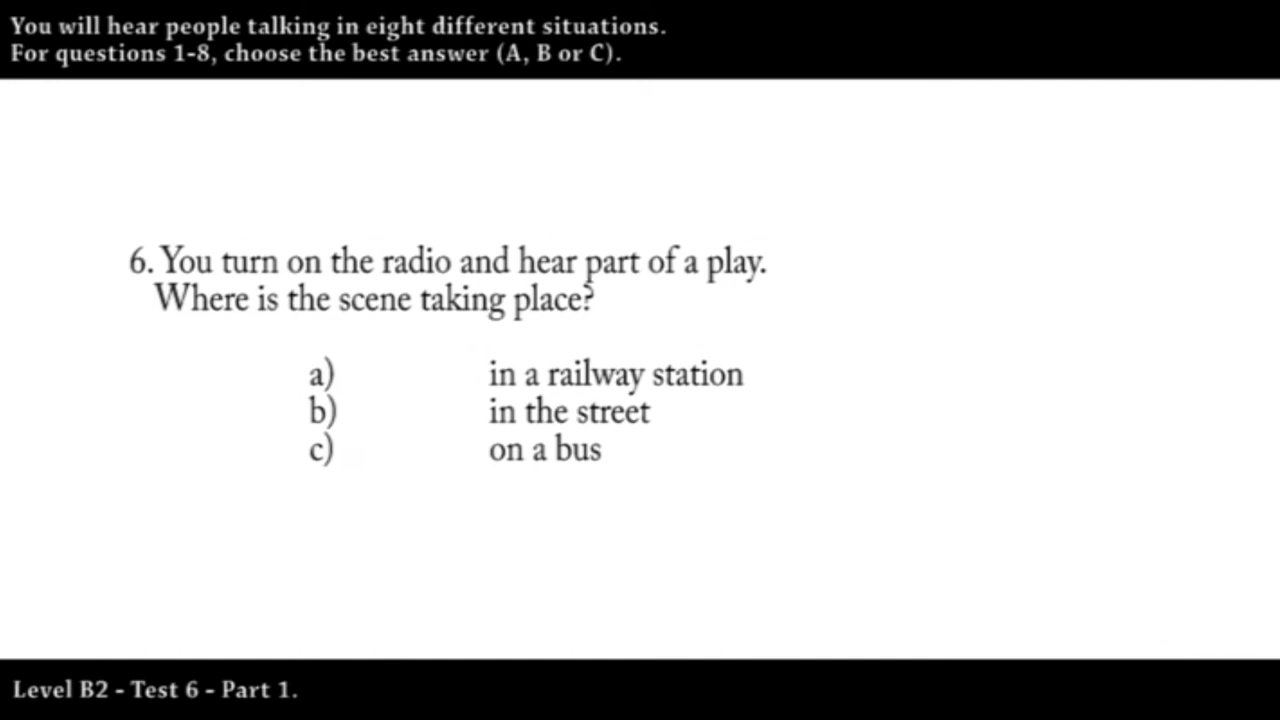 You will hear people talking in eight different situations.
For questions 1-8, choose the best answer (A, B or C).
6. You turn on the radio and hear part of a play.
Where is the scene taking place?
a) in a railway station
b) in the street
c) on a bus
Level B2 - Test 6 - Part 1.